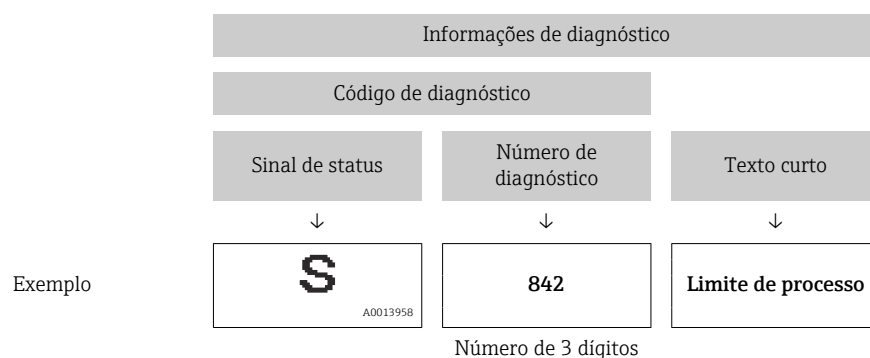 Informações de diagnóstico
Código de diagnóstico
Sinal de status
Número de
diagnóstico
Texto curto
↓ ↓ ↓
Exemplo
S
A0013958
842
Limite de processo
Número de 3 dígitos